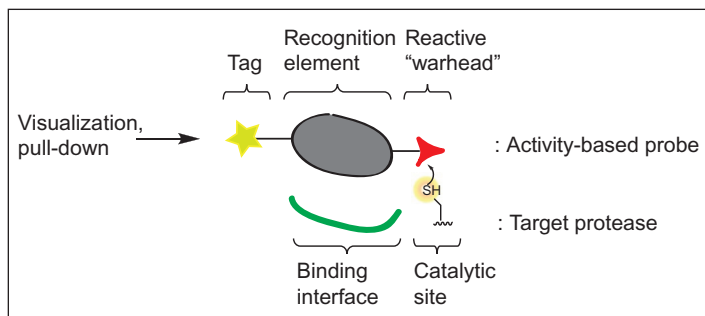 Recognition
element
Reactive
“warhead”
Tag
Visualization,
pull-down
: Activity-based probe
SH
: Target protease
Binding
interface
Catalytic
site